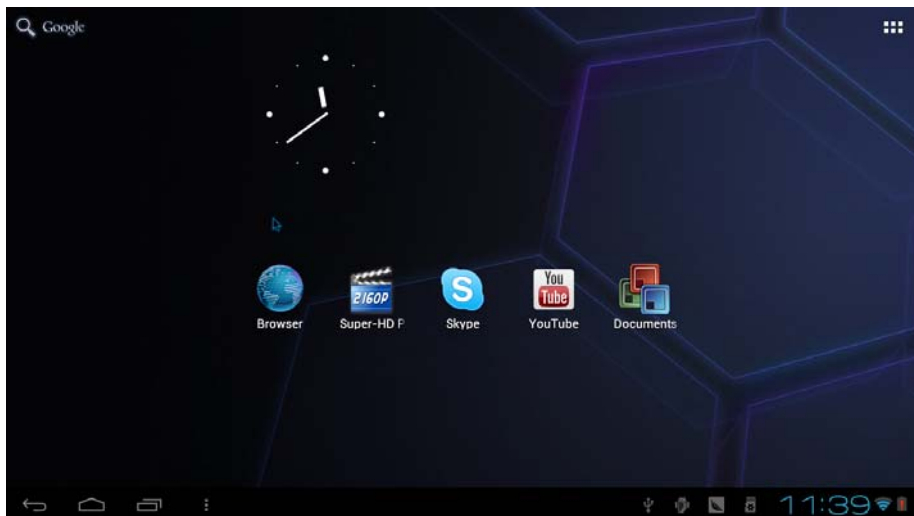 Google
2160P
S
You
Tube
Browser
Super-HD P
Skype
YouTube
Documents
11:39